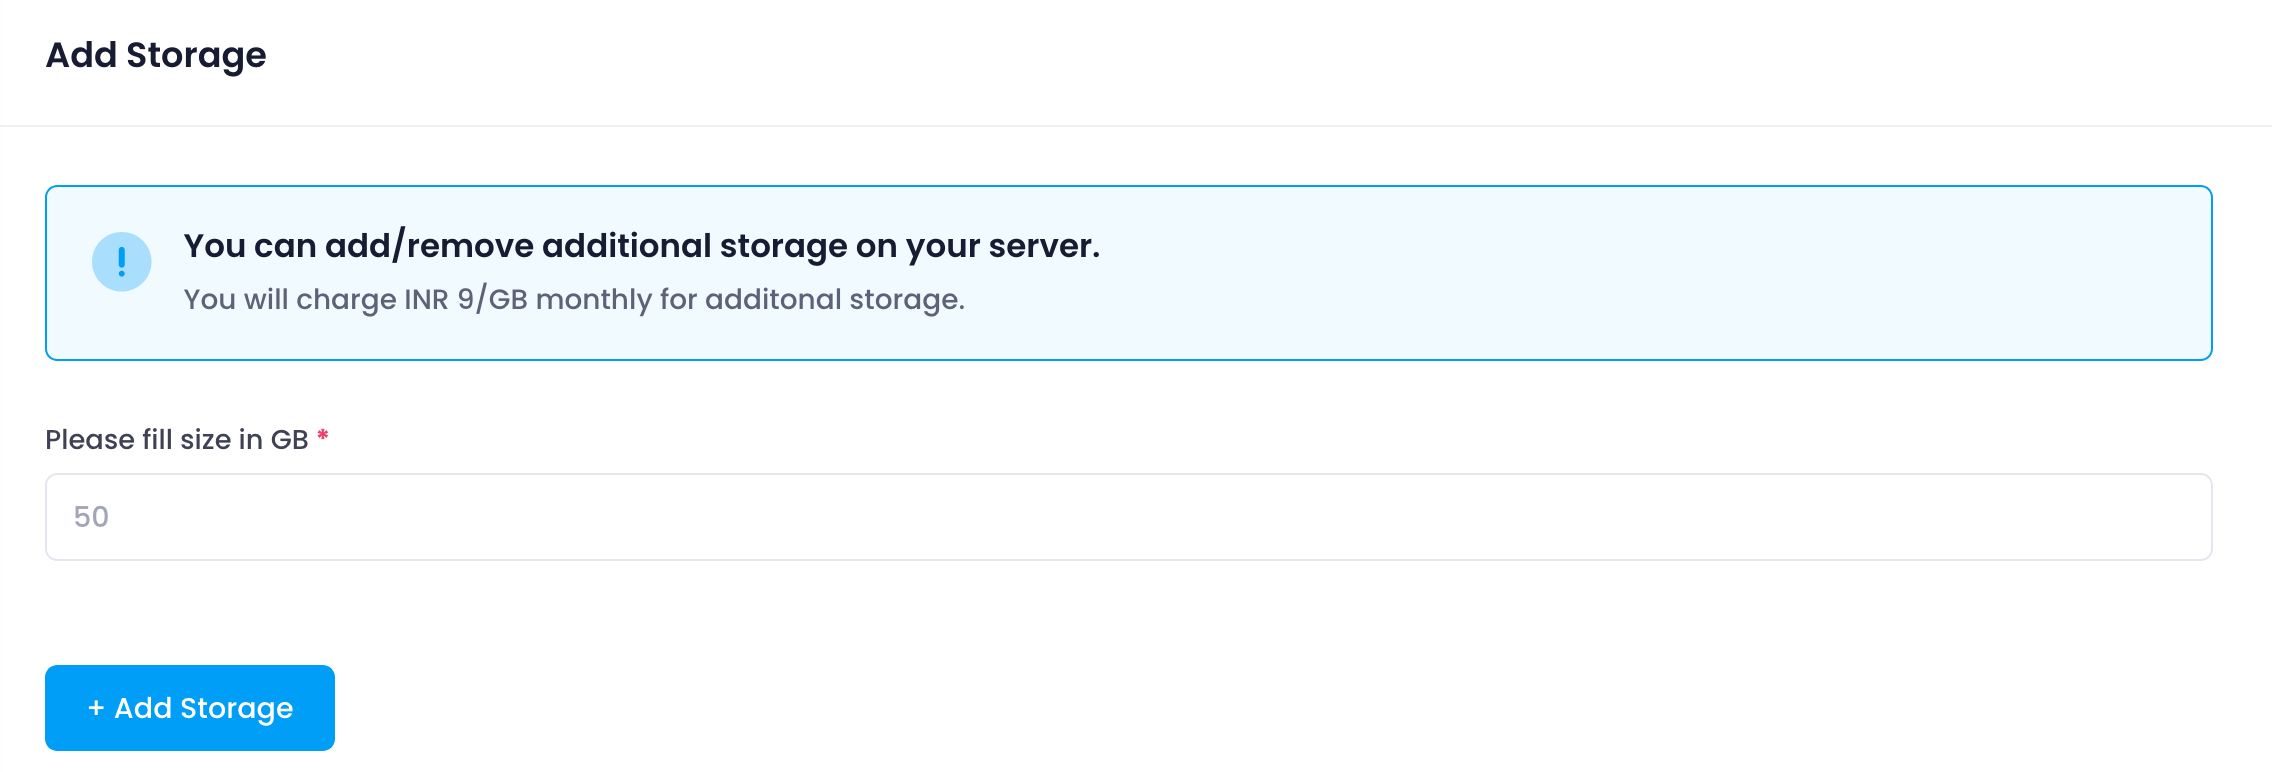 Add Storage
You can add/remove additional storage on your server.
You will charge INR 9/GB monthly for additonal storage.
Please fill size in GB *
50
+ Add Storage